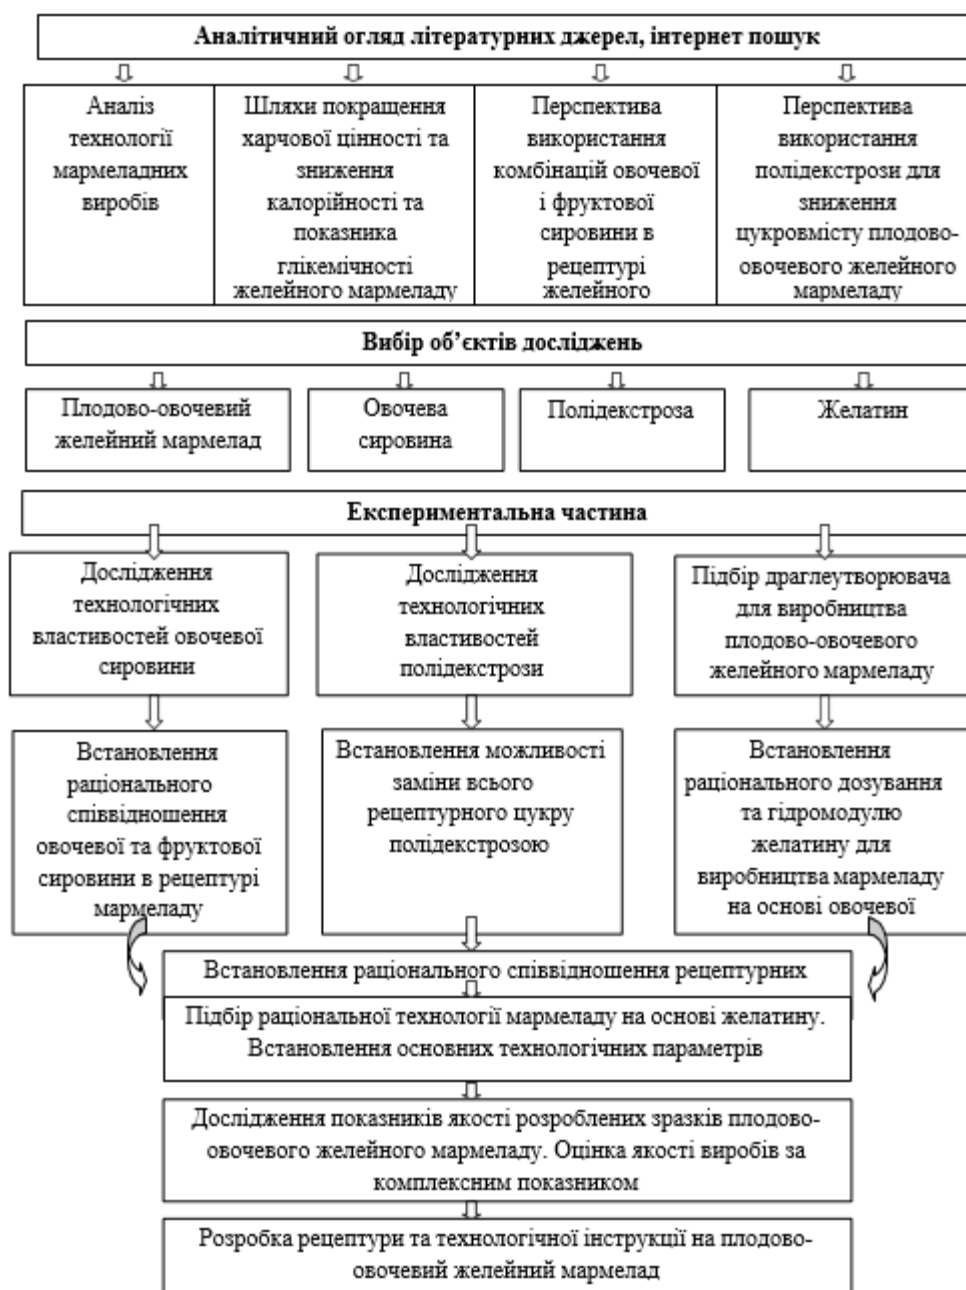 Аналітичний огляд літературних джерел, інтернет пошук
Аналіз
технології
мармеладних
виробів
Шляхи покращення
харчової цінності та
зниження
калорійності та
показника
глікемічності
желейного мармеладу
Перспектива
використання
комбінацій овочевої
і фруктової
сировини в
рецептурі
желейного
Перспектива
використання
полідекстрози для
зниження
цукровмісту плодово-
овочевого желейного
мармеладу
Вибір об’єктів досліджень
Плодово-овочевий
желейний мармелад
Овочева
сировина
Полідекстроза
Желатин
Експериментальна частина
Дослідження
технологічних
властивостей овочевої
сировини
Дослідження
технологічних
властивостей
полідекстрози
Підбір драглеутворювача
для виробництва
плодово-овочевого
желейного мармеладу
Встановлення
раціонального
співвідношення
овочевої та фруктової
сировини в рецептурі
мармеладу
Встановлення можливості
заміни всього
рецептурного цукру
полідекстрозою
Встановлення
раціонального дозування
та гідромодулю
желатину для
виробництва мармеладу
на основі овочевої
Встановлення раціонального співвідношення рецептурних
Підбір раціональної технології мармеладу на основі желатину.
Встановлення основних технологічних параметрів
Дослідження показників якості розроблених зразків плодово-
овочевого желейного мармеладу. Оцінка якості виробів за
комплексним показником
Розробка рецептури та технологічної інструкції на плодово-
овочевий желейний мармелад